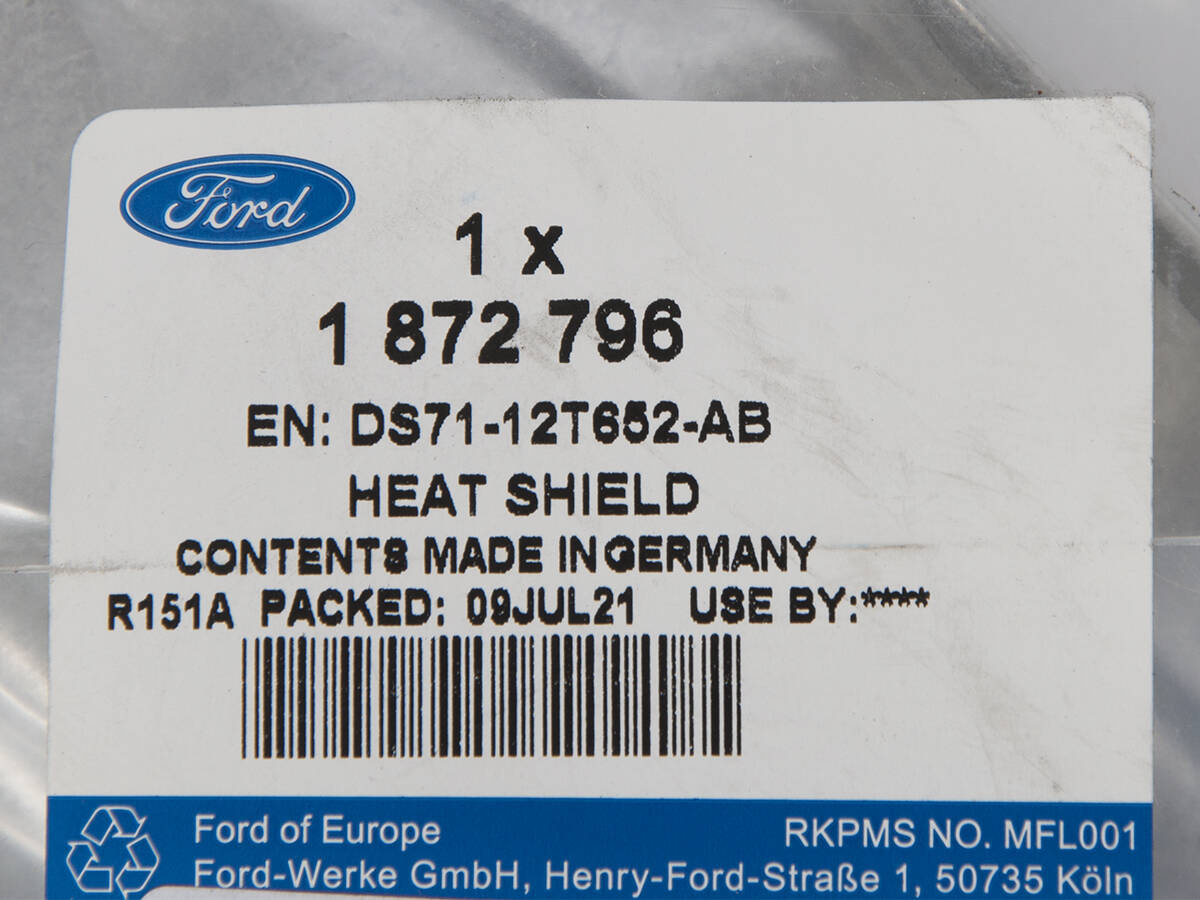 Ford
1 x
1 872 796
EN: DS71-12T652-AB
HEAT SHIELD
CONTENTS MADE INGERMANY
R151A PACKED: 09JUL21 USE BY:****
Ford of Europe RKPMS NO. MFL001
Ford-Werke GmbH, Henry-Ford-Straße 1, 50735 Köln